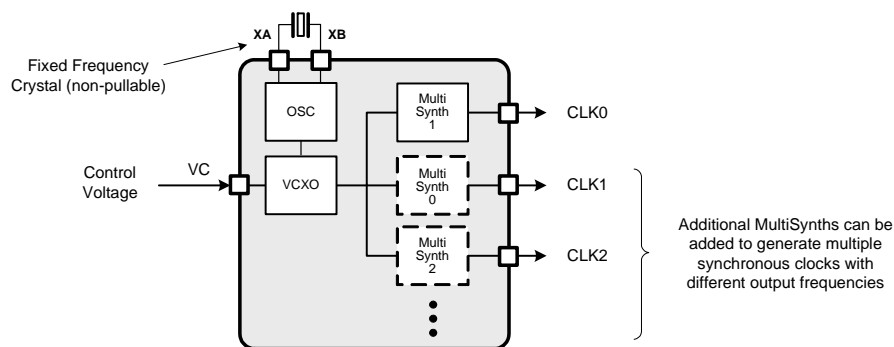 XA
XB
Fixed Frequency
Crystal (non-pullable)
OSC
Multi
Synth
1
CLK0
Control
Voltage
VC
VCXO
Multi
Synth
0
CLK1
Multi
Synth
2
CLK2
Additional MultiSynths can be
added to generate multiple
synchronous clocks with
different output frequencies